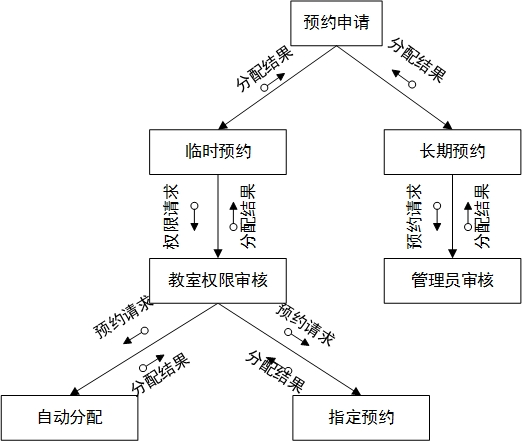 预约申请
分配结果
分配结果
临时预约
长期预约
权限请求
分配结果
预约请求
分配结果
教室权限审核
管理员审核
预约请求
预约请求
分配结果
分配结果
自动分配
指定预约